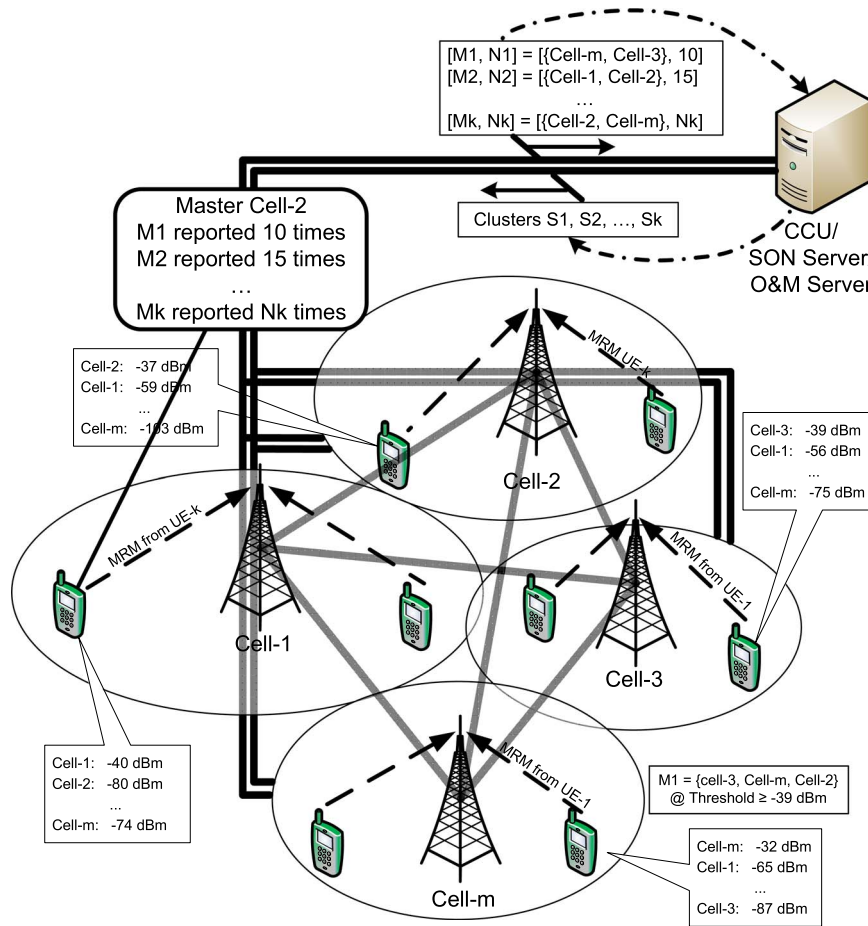 [M1, N1] = [{Cell-m, Cell-3}, 10]
[M2, N2] = [{Cell-1, Cell-2}, 15]
...
[Mk, Nk] = [{Cell-2, Cell-m}, Nk]
Clusters S1, S2, ..., Sk
CCU/
SON Server
O&M Server
Master Cell-2
M1 reported 10 times
M2 reported 15 times
...
Mk reported Nk times
Cell-2: -37 dBm
Cell-1: -59 dBm
...
Cell-m: -103 dBm
MRM UE-k
Cell-2
Cell-3: -39 dBm
Cell-1: -56 dBm
...
Cell-m: -75 dBm
MRM from UE-k
Cell-1
MRM from UE-1
Cell-3
Cell-1: -40 dBm
Cell-2: -80 dBm
...
Cell-m: -74 dBm
MRM from UE-1
Cell-m
M1 = {cell-3, Cell-m, Cell-2}
@ Threshold ≥ -39 dBm
Cell-m: -32 dBm
Cell-1: -65 dBm
...
Cell-3: -87 dBm